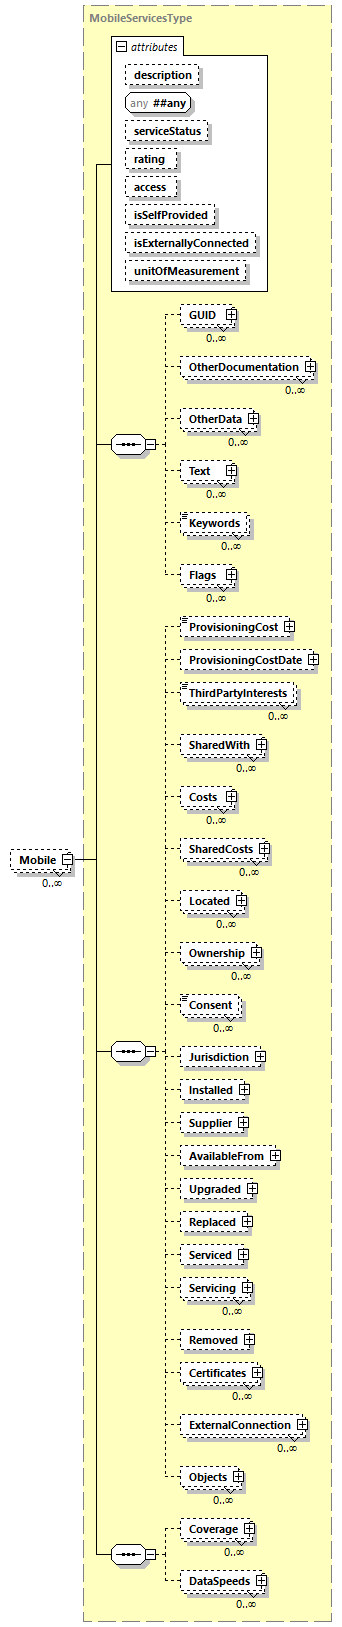 MobileServicesType
attributes
description
any ##any
serviceStatus
rating
access
isSelfProvided
isExternallyConnected
unitOfMeasurement
GUID
0..∞
OtherDocumentation
0..∞
OtherData
0..∞
Text
0..∞
Keywords
0..∞
Flags
0..∞
ProvisioningCost
ProvisioningCostDate
ThirdPartyInterests
0..∞
SharedWith
0..∞
Costs
0..∞
SharedCosts
0..∞
Mobile
0..∞
Located
0..∞
Ownership
0..∞
Consent
0..∞
Jurisdiction
Installed
Supplier
AvailableFrom
Upgraded
Replaced
Serviced
Servicing
0..∞
Removed
Certificates
0..∞
ExternalConnection
0..∞
Objects
0..∞
Coverage
0..∞
DataSpeeds
0..∞